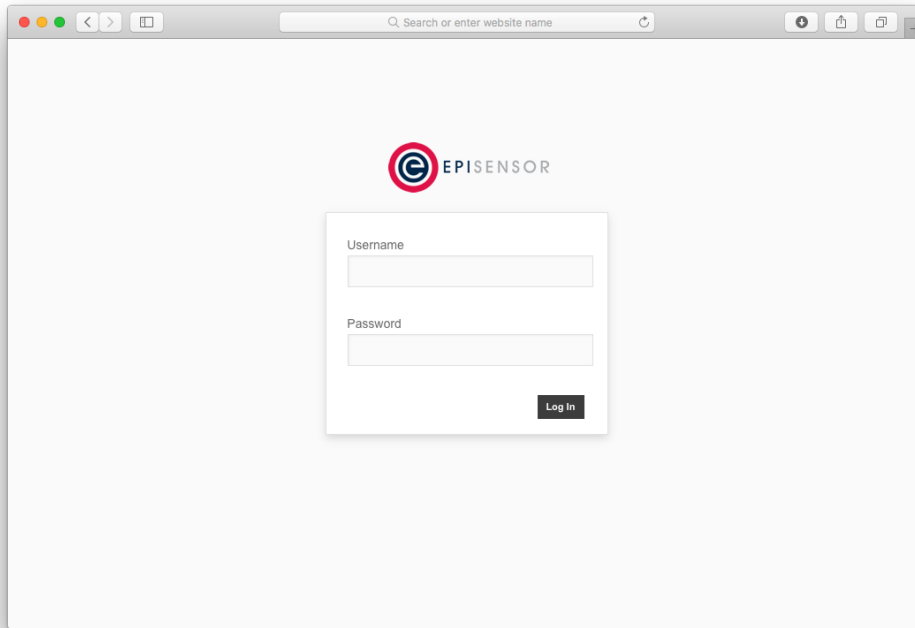 Search or enter website name
EPISENSOR
Username
Password
Log In